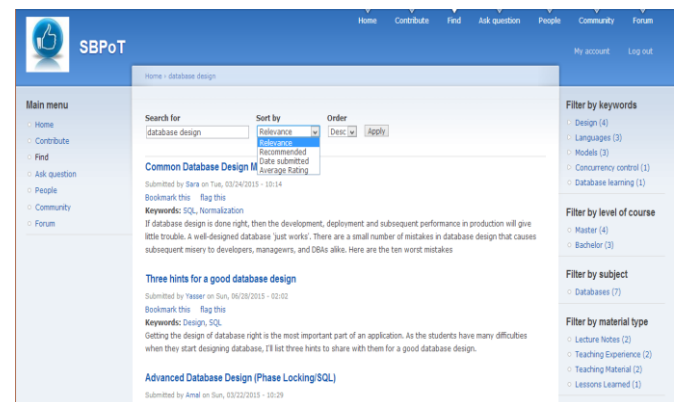 Home Contribute Find Ask question People Community Forum
SBPoT
My account Log out
Home » database design
Main menu
Home
Contribute
Find
Ask question
People
Community
Forum
Search for Sort by Order
database design Relevance Desc Apply
Relevance
Recommended
Date submitted
Average Rating
Common Database Design M
Submitted by Sara on Tue, 03/24/2015 - 10:14
Bookmark this flag this
Keywords: SQL, Normalization
If database design is done right, then the development, deployment and subsequent performance in production will give
little trouble. A well-designed database 'just works'. There are a small number of mistakes in database design that causes
subsequent misery to developers, managewrs, and DBAs alike. Here are the ten worst mistakes
Three hints for a good database design
Submitted by Yasser on Sun, 06/28/2015 - 02:02
Bookmark this flag this
Keywords: Design, SQL
Getting the design of database right is the most important part of an application. As the students have many difficulties
when they start designing database, I'll list three hints to share with them for a good database design.
Advanced Database Design (Phase Locking/SQL)
Submitted by Amal on Sun, 03/22/2015 - 10:29
Filter by keywords
Design (4)
Languages (3)
Models (3)
Concurrency control (1)
Database learning (1)
Filter by level of course
Master (4)
Bachelor (3)
Filter by subject
Databases (7)
Filter by material type
Lecture Notes (2)
Teaching Experience (2)
Teaching Material (2)
Lessons Learned (1)